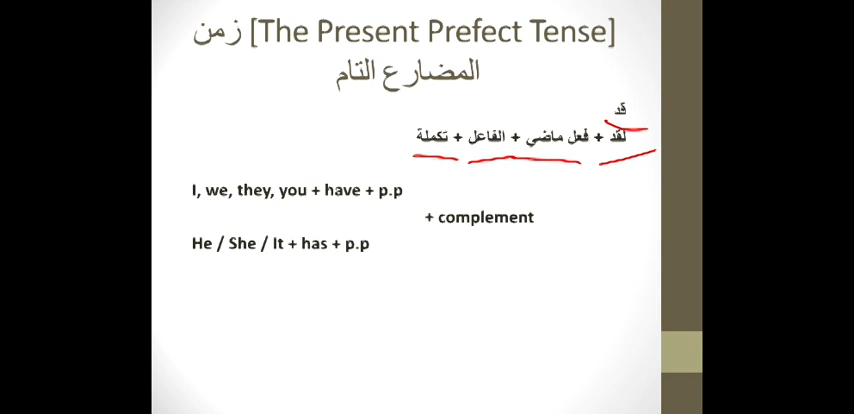 [The Present Prefect Tense] زمن
المضارع التام
قد
لقد + فعل ماضي + الفاعل + تكملة
I, we, they, you + have + p.p
+ complement
He / She / It + has + p.p